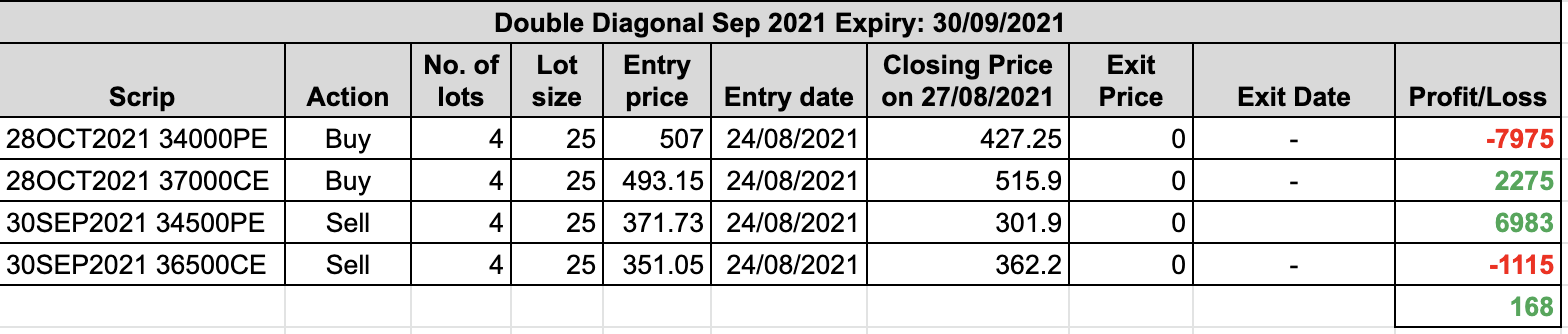 Double Diagonal Sep 2021 Expiry: 30/09/2021
Scrip Action No. of lots Lot size Entry price Entry date Closing Price on 27/08/2021 Exit Price Exit Date Profit/Loss
28OCT2021 34000PE Buy 4 25 507 24/08/2021 427.25 0 - -7975
28OCT2021 37000CE Buy 4 25 493.15 24/08/2021 515.9 0 - 2275
30SEP2021 34500PE Sell 4 25 371.73 24/08/2021 301.9 0 6983
30SEP2021 36500CE Sell 4 25 351.05 24/08/2021 362.2 0 - -1115
168